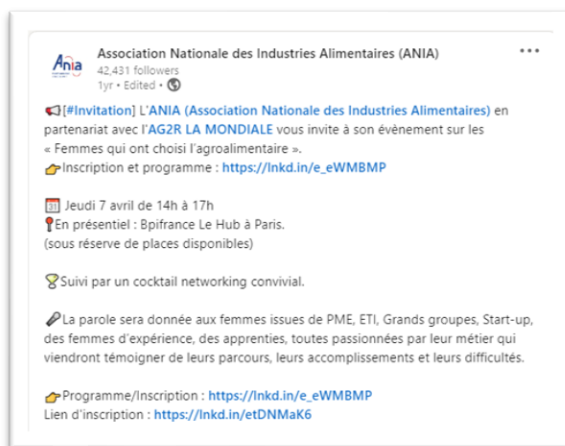 Ania
Association Nationale des Industries Alimentaires (ANIA)
42,431 followers
1yr • Edited •
[#Invitation] L'ANIA (Association Nationale des Industries Alimentaires) en
partenariat avec l'AG2R LA MONDIALE vous invite à son évènement sur les
« Femmes qui ont choisi l'agroalimentaire ».
Inscription et programme : https://lnkd.in/e_eWMBMP
Jeudi 7 avril de 14h à 17h
En présentiel : Bpifrance Le Hub à Paris.
(sous réserve de places disponibles)
Suivi par un cocktail networking convivial.
La parole sera donnée aux femmes issues de PME, ETI, Grands groupes, Start-up,
des femmes d'expérience, des apprenties, toutes passionnées par leur métier qui
viendront témoigner de leurs parcours, leurs accomplissements et leurs difficultés.
Programme/Inscription : https://lnkd.in/e_eWMBMP
Lien d'inscription : https://lnkd.in/etDNMaK6